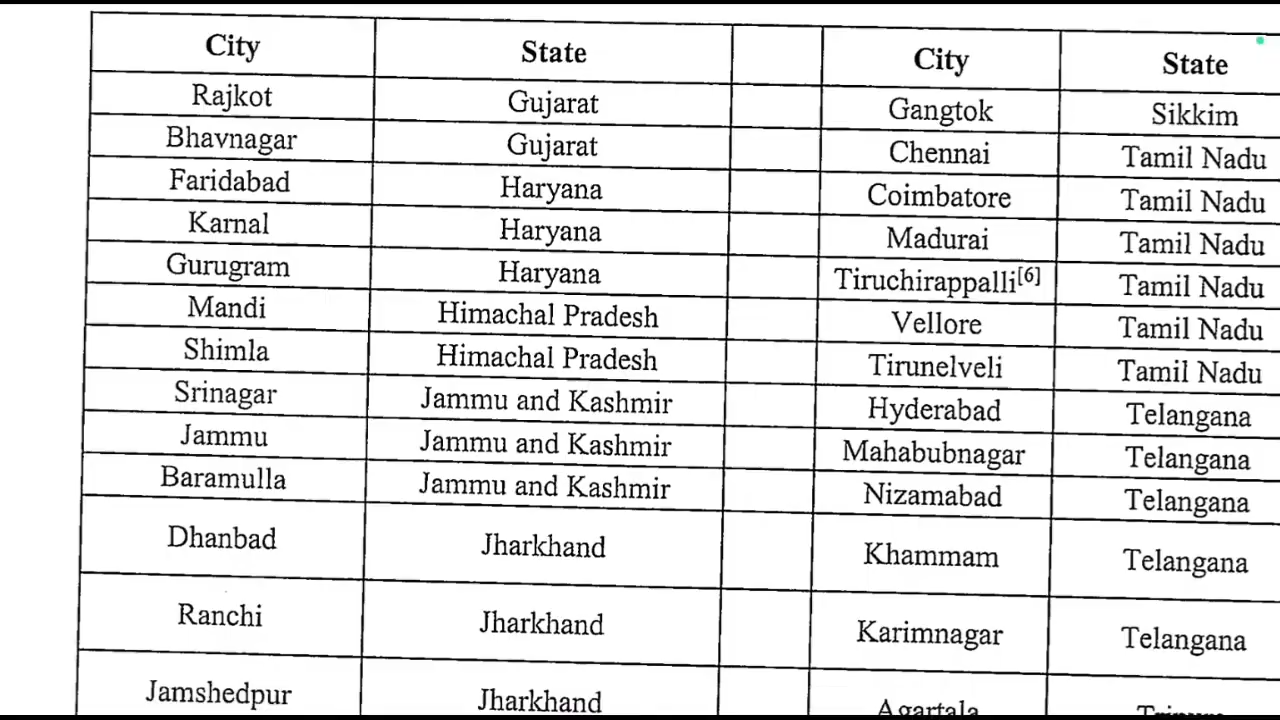 City State City State
Rajkot Gujarat Gangtok Sikkim
Bhavnagar Gujarat Chennai Tamil Nadu
Faridabad Haryana Coimbatore Tamil Nadu
Karnal Haryana Madurai Tamil Nadu
Gurugram Haryana Tiruchirappalli[6] Tamil Nadu
Mandi Himachal Pradesh Vellore Tamil Nadu
Shimla Himachal Pradesh Tirunelveli Tamil Nadu
Srinagar Jammu and Kashmir Hyderabad Telangana
Jammu Jammu and Kashmir Mahabubnagar Telangana
Baramulla Jammu and Kashmir Nizamabad Telangana
Dhanbad Jharkhand Khammam Telangana
Ranchi Jharkhand Karimnagar Telangana
Jamshedpur Jharkhand Agartala